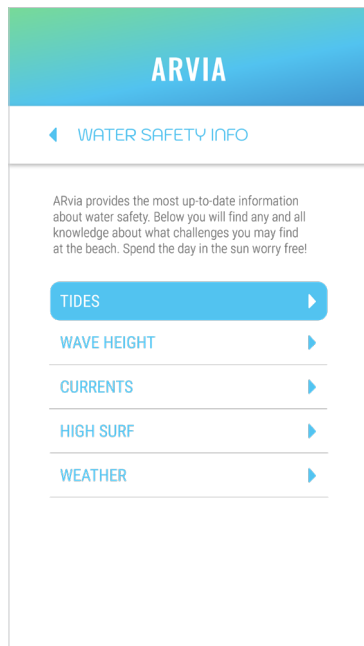 ARVIA
WATER SAFETY INFO
ARvia provides the most up-to-date information
about water safety. Below you will find any and all
knowledge about what challenges you may find
at the beach. Spend the day in the sun worry free!
TIDES
WAVE HEIGHT
CURRENTS
HIGH SURF
WEATHER